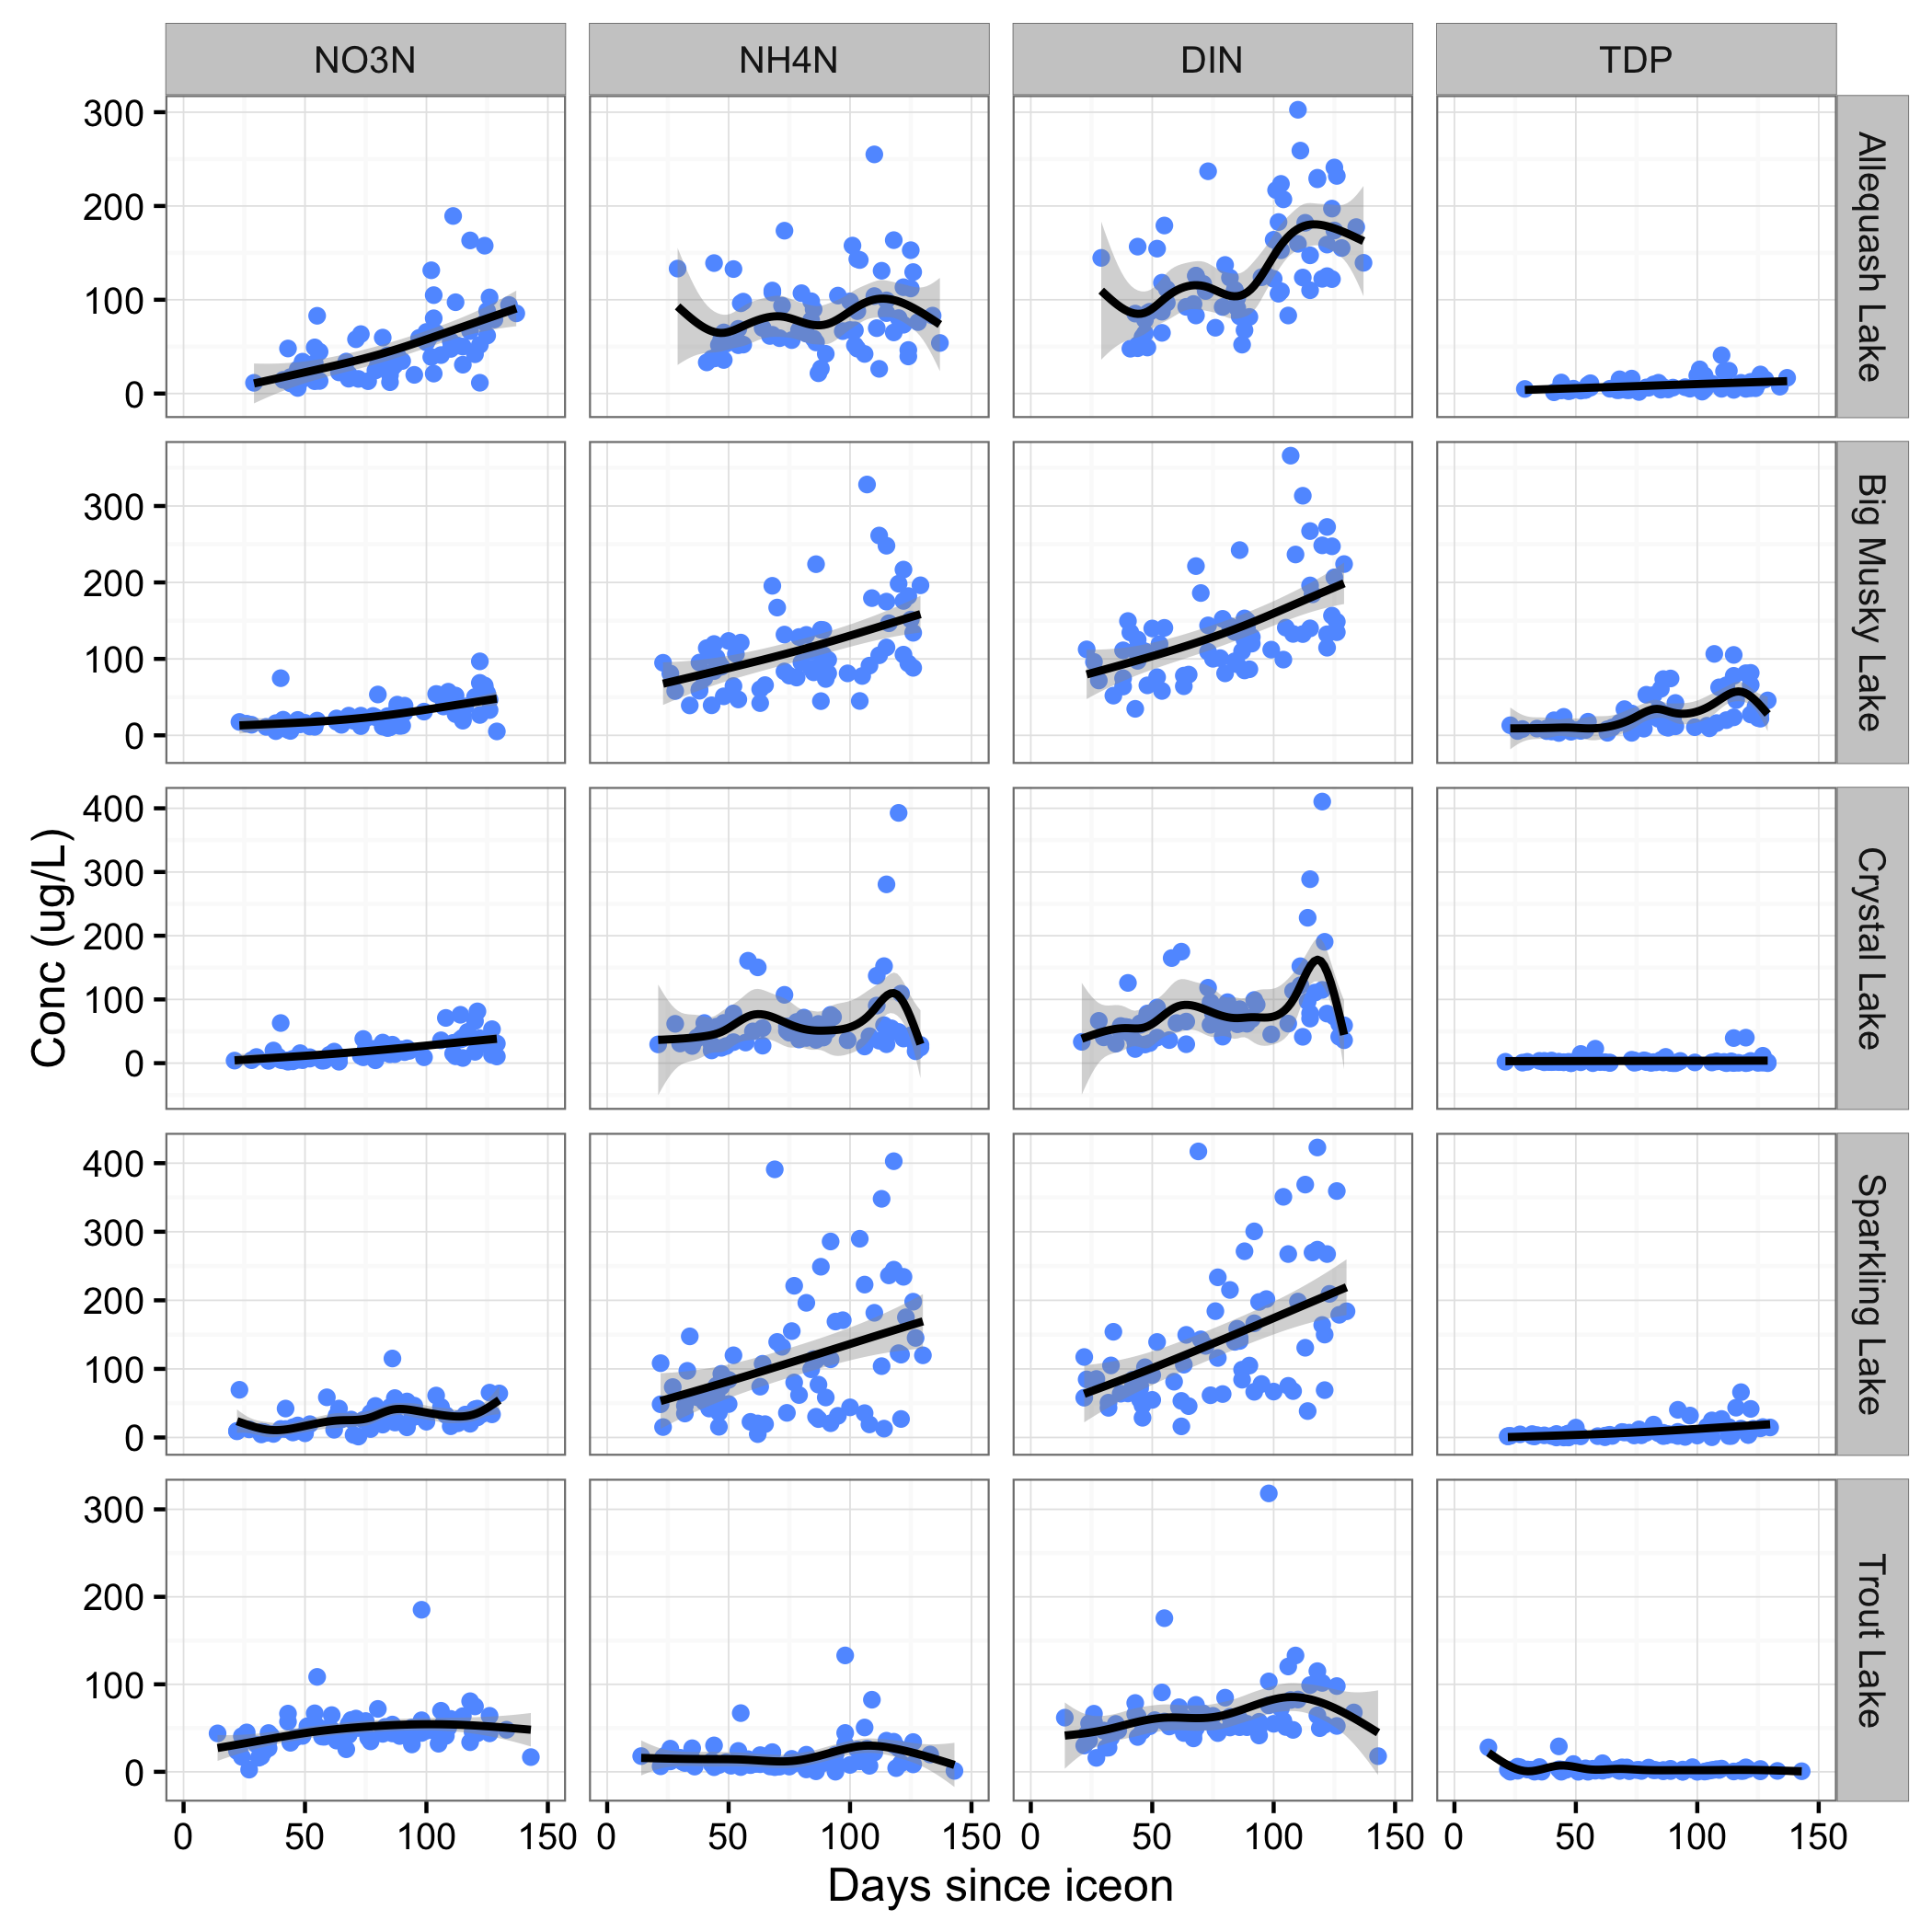 NO3N NH4N DIN TDP
300
200
100
0
Allequash Lake
300
200
100
0
Big Musky Lake
400
300
200
100
0
Crystal Lake
400
300
200
100
0
Sparkling Lake
300
200
100
0
Trout Lake
Conc (ug/L)
0 50 100 150 0 50 100 150 0 50 100 150 0 50 100 150
Days since iceon